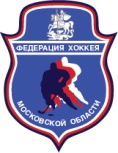 ФЕДЕРАЦИЯ ХОККЕЯ
МОСКОВСКОЙ ОБЛАСТИ